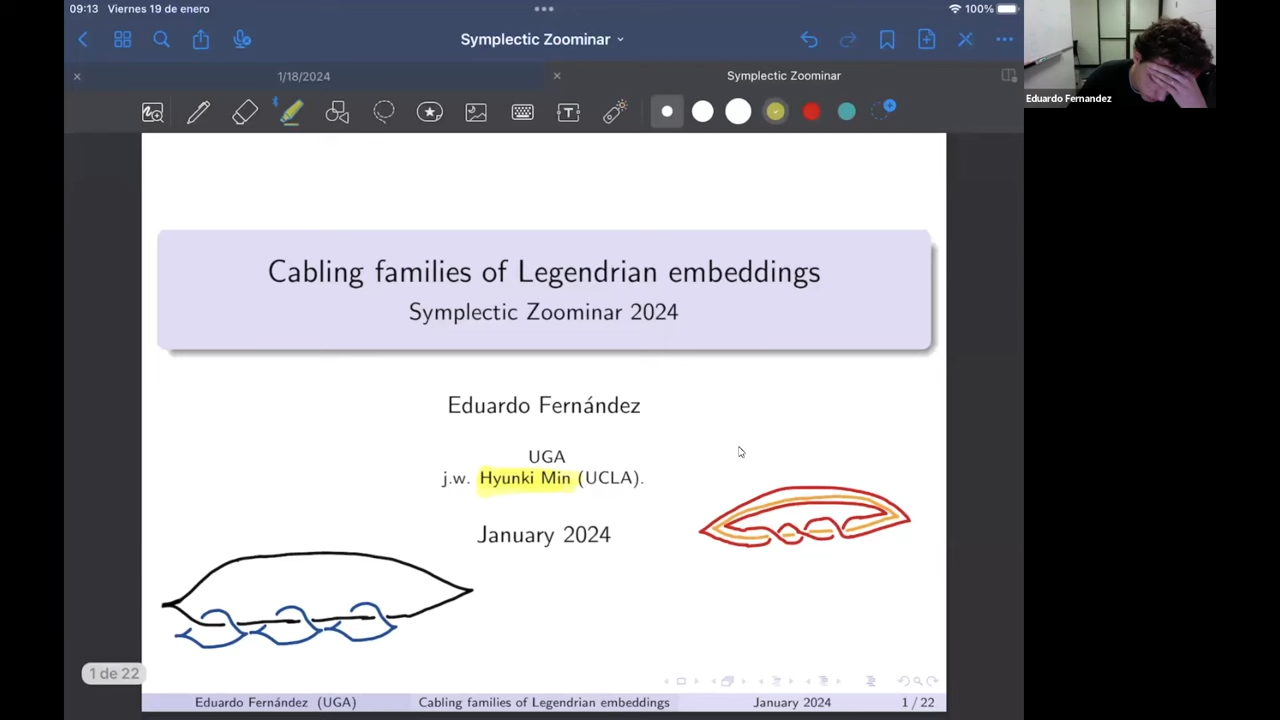 09:13 Viernes 19 de enero
100%
Symplectic Zoominar
1/18/2024
Symplectic Zoominar
Eduardo Fernandez
Cabling families of Legendrian embeddings
Symplectic Zoominar 2024
Eduardo Fernández
UGA
j.w. Hyunki Min (UCLA).
January 2024
1 de 22
Eduardo Fernández (UGA) Cabling families of Legendrian embeddings January 2024 1 / 22